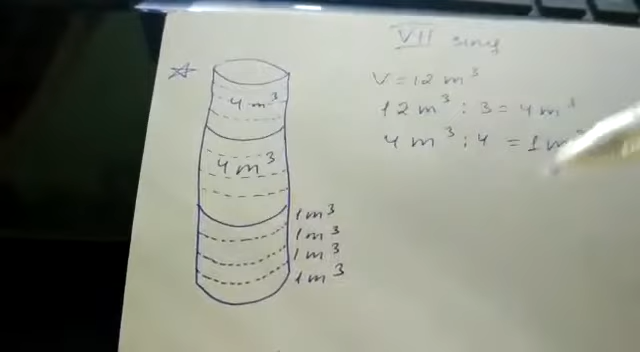 VII sinf
V = 12 m³
12 m³ : 3 = 4 m³
4 m³ : 4 = 1 m³
4 m³
4 m³
1 m³
1 m³
1 m³
1 m³